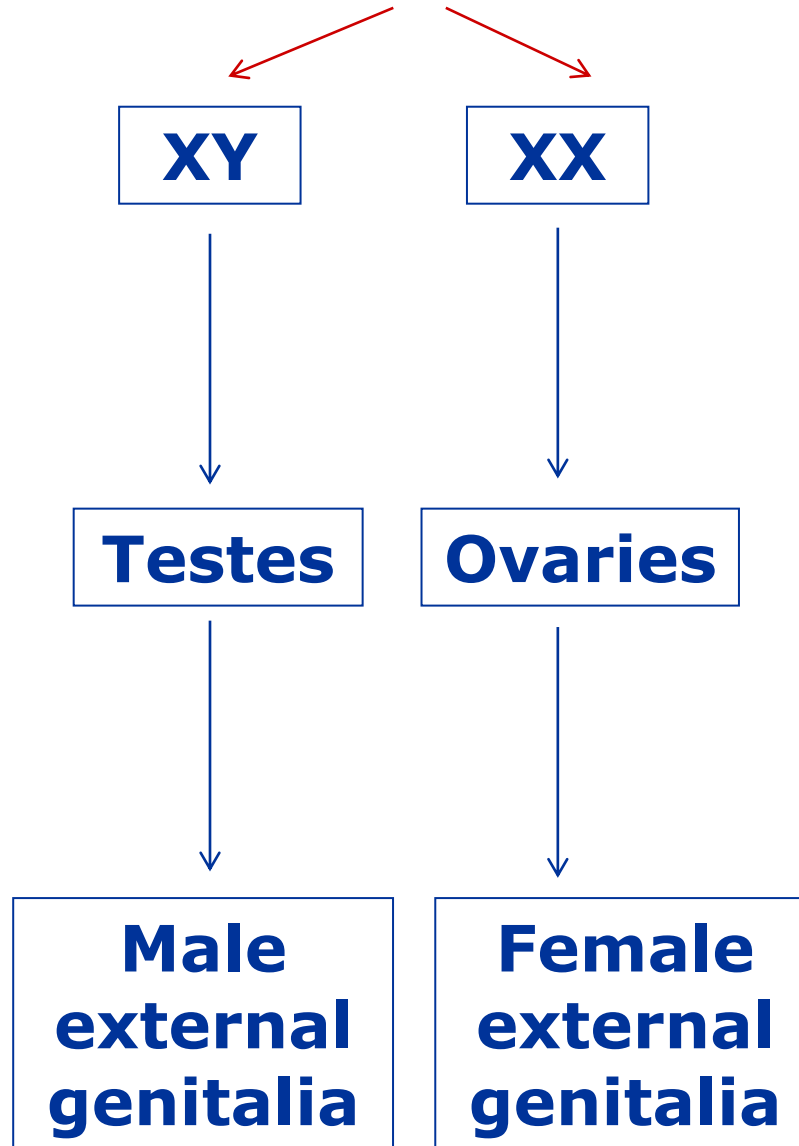 XY
XX
Testes
Ovaries
Male
external
genitalia
Female
external
genitalia